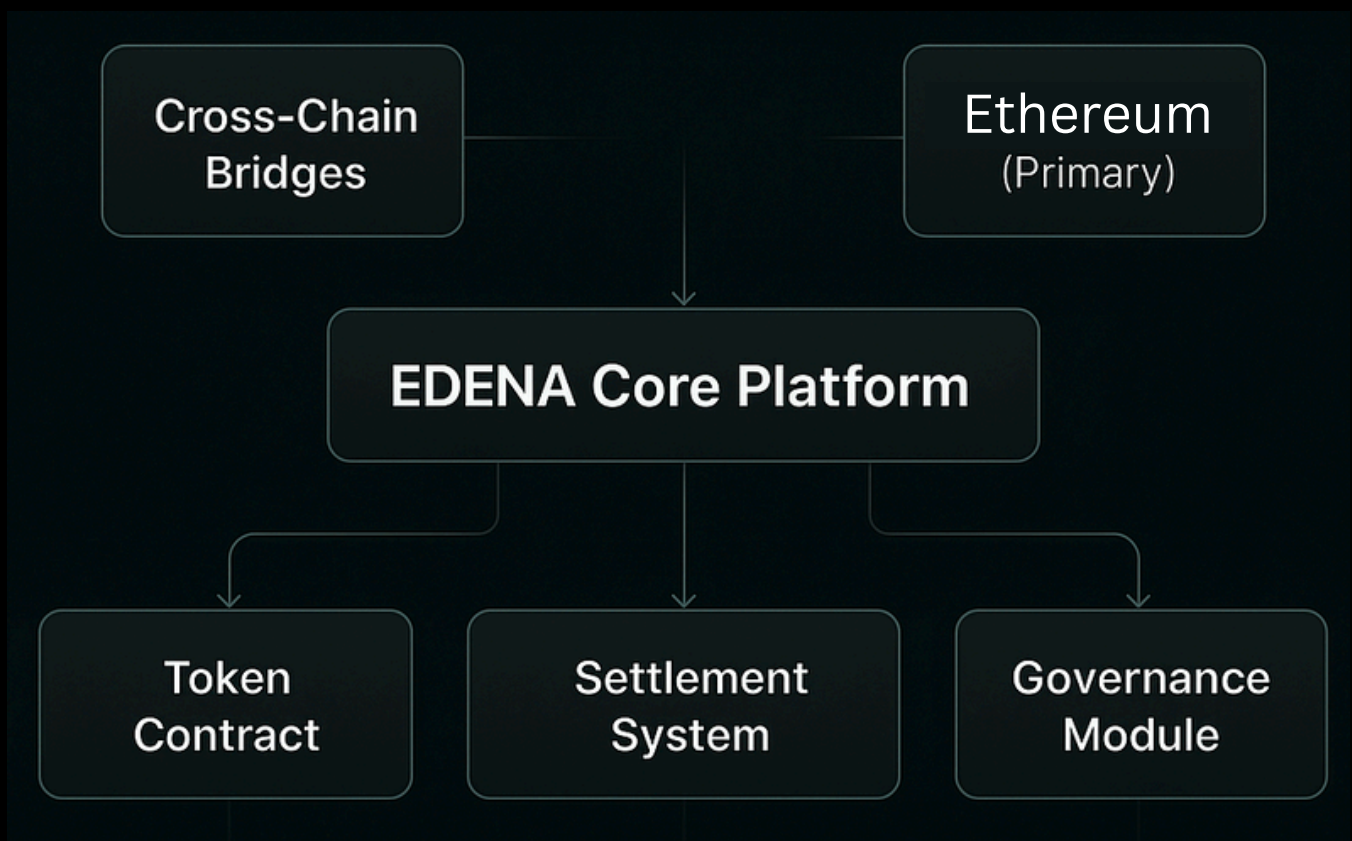 Cross-Chain
Bridges
Ethereum
(Primary)
EDENA Core Platform
Token
Contract
Settlement
System
Governance
Module